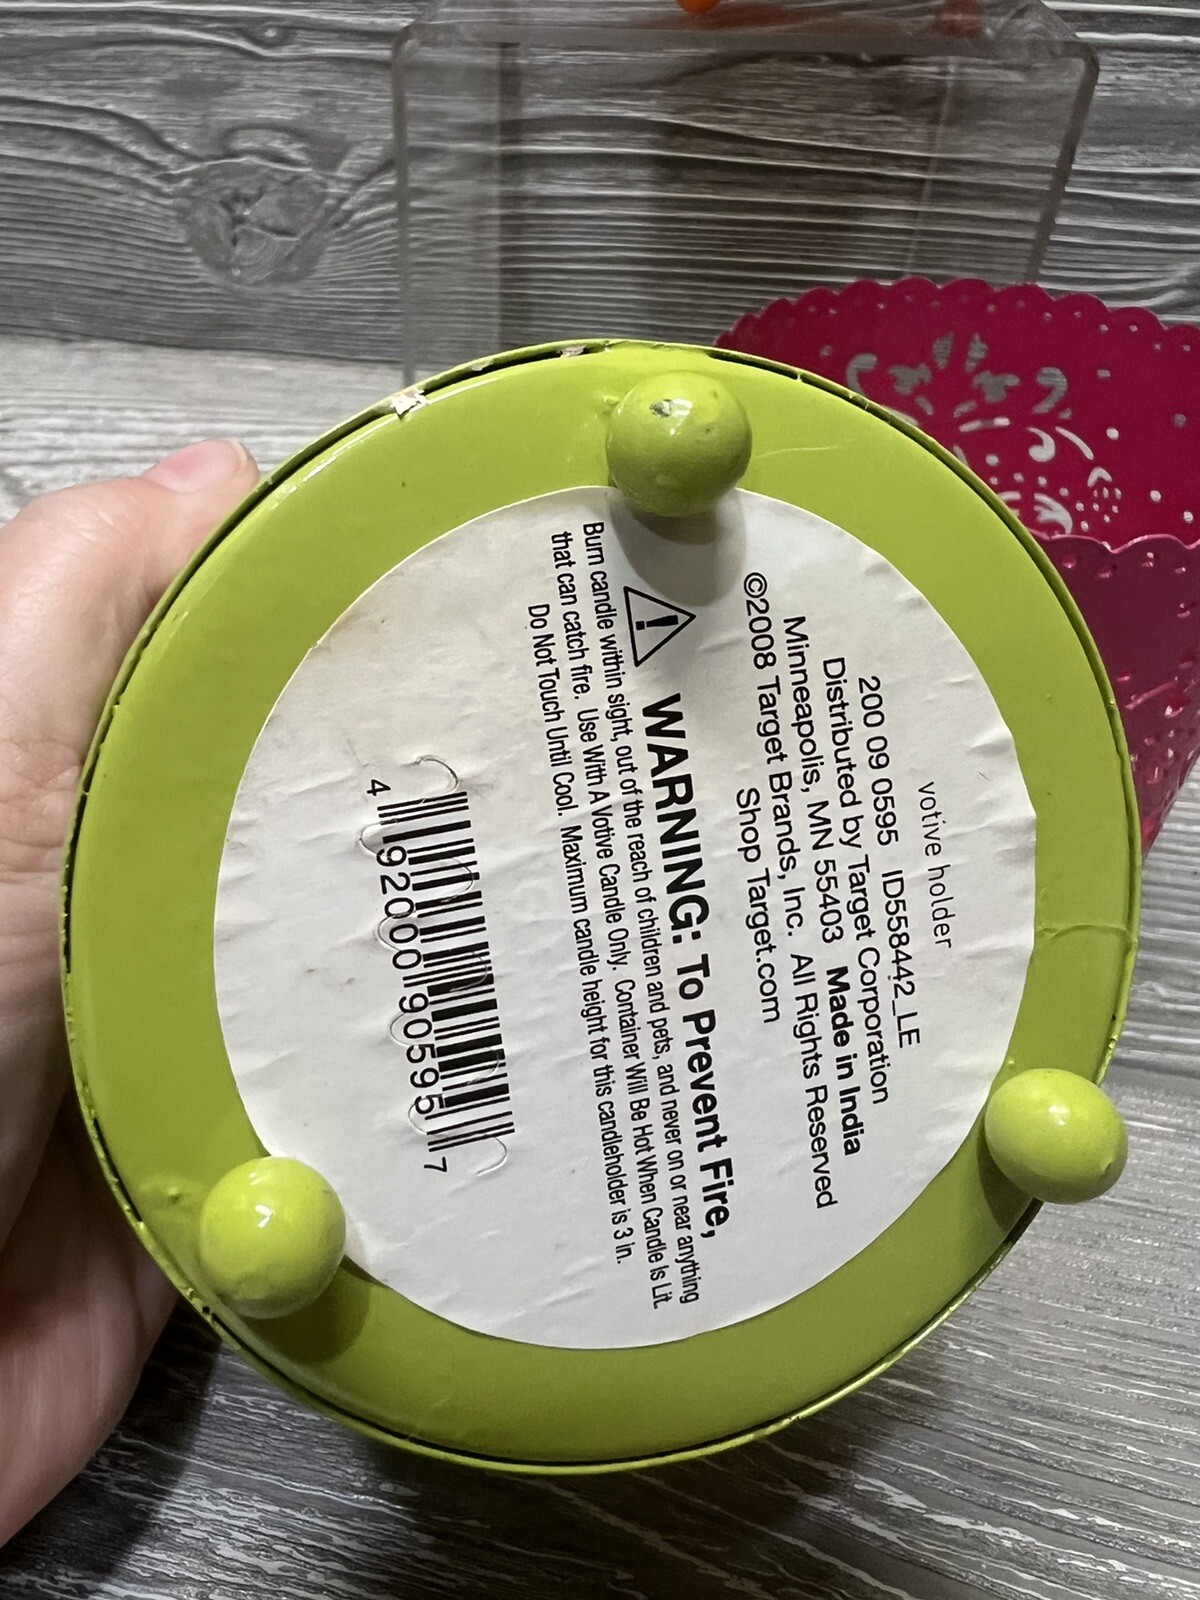 votive holder
200 09 0595 ID558442_LE
Distributed by Target Corporation
Minneapolis, MN 55403 Made in India
©2008 Target Brands, Inc. All Rights Reserved
Shop Target.com
WARNING: To Prevent Fire,
Burn candle within sight, out of the reach of children and pets, and never on or near anything
that can catch fire. Use With A Votive Candle Only. Container Will Be Hot When Candle Is Lit.
Do Not Touch Until Cool. Maximum candle height for this candleholder is 3 in.
4 92000 90595 7